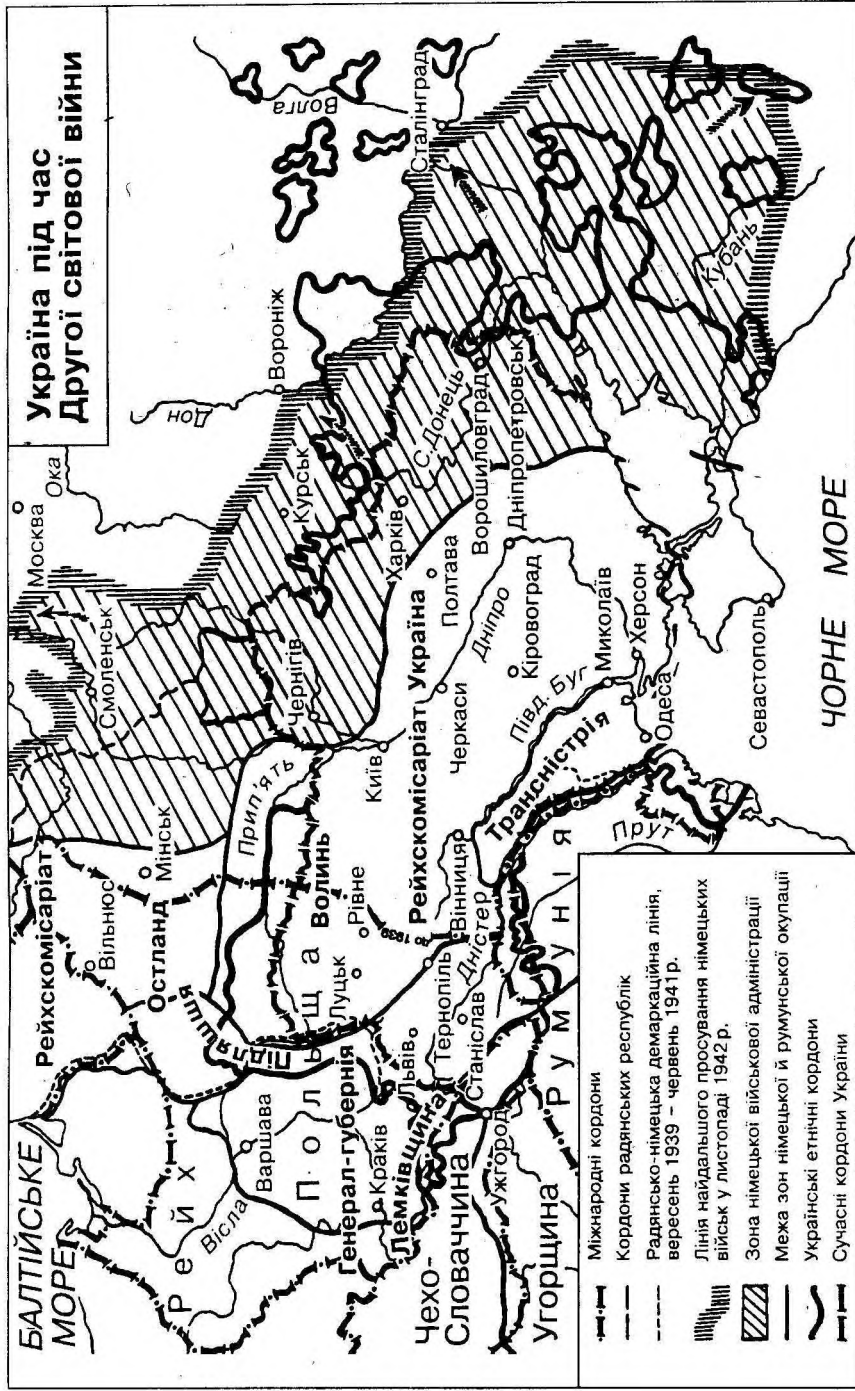 Україна під час
Другої світової війни
БАЛТІЙСЬКЕ
МОРЕ
Рейх
Вісла
Варшава
Польща
Генерал-губернія
Краків
Лемківщина
Чехо-
Словаччина
Угорщина
Ужгород
Румунія
Рейхскомісаріат
Остланд
Вільнюс
Мінськ
Підляшшя
Волинь
Луцьк
Рівне
до 1939
Львів
Тернопіль
Станіслав
Дністер
Вінниця
Прут
Трансністрія
Рейхскомісаріат Україна
Прип'ять
Київ
Черкаси
Півд. Буг
Кіровоград
Дніпро
Полтава
Миколаїв
Херсон
Одеса
Севастополь
ЧОРНЕ МОРЕ
Москва
Ока
Смоленськ
Чернігів
Курськ
Харків
С. Донець
Ворошиловград
Дніпропетровськ
Дон
Вороніж
Волга
Сталінград
Кубань
Міжнародні кордони
Кордони радянських республік
Радянсько-німецька демаркаційна лінія,
вересень 1939 – червень 1941 р.
Лінія найдальшого просування німецьких
військ у листопаді 1942 р.
Зона німецької військової адміністрації
Межа зон німецької й румунської окупації
Українські етнічні кордони
Сучасні кордони України